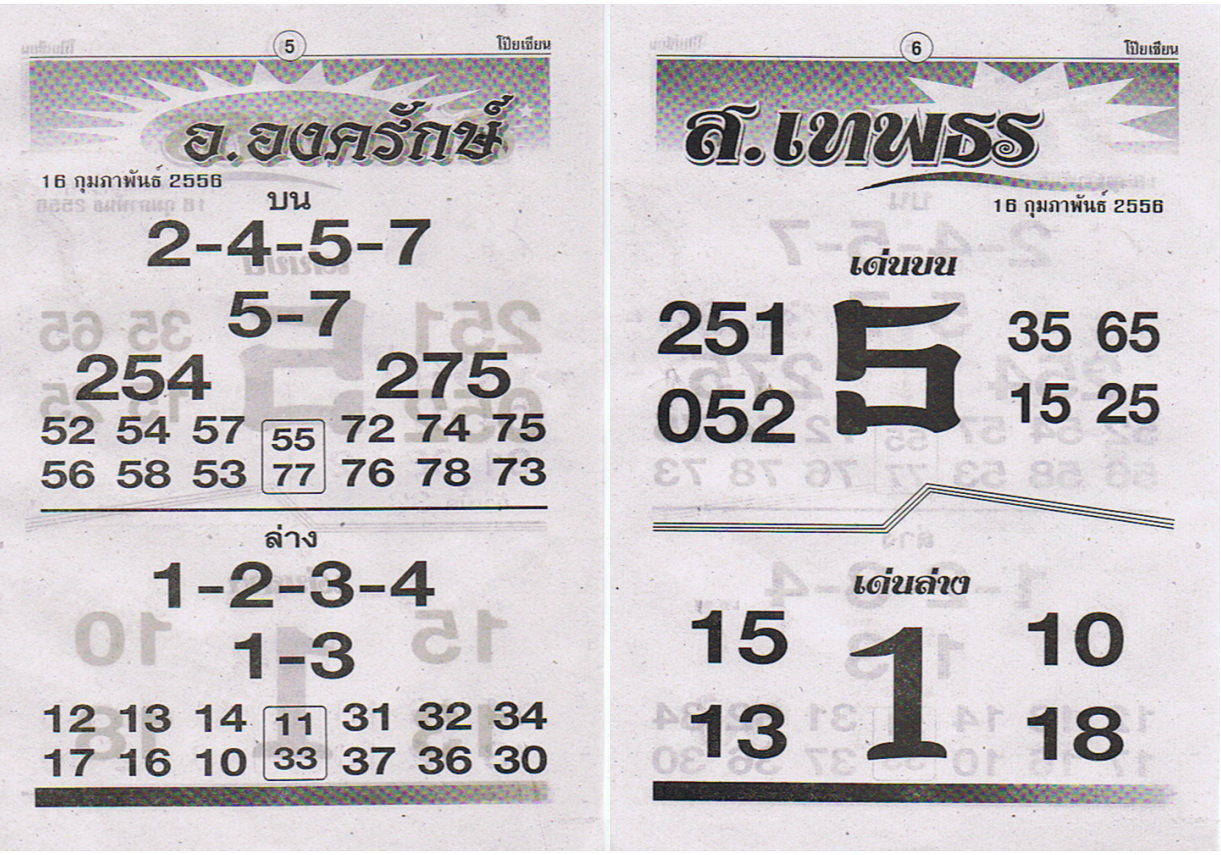 5 โป๊ยเซียน
อ.องครักษ์
16 กุมภาพันธ์ 2556
บน
2-4-5-7
5-7
254 275
52 54 57 55 72 74 75
56 58 53 77 76 78 73
ล่าง
1-2-3-4
1-3
12 13 14 11 31 32 34
17 16 10 33 37 36 30
6 โป๊ยเซียน
ส.เทพธร
16 กุมภาพันธ์ 2556
เด่นบน
251 5 35 65
052 15 25
เด่นล่าง
15 1 10
13 18